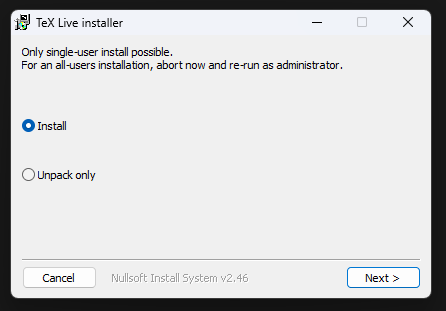 TeX Live installer
Only single-user install possible.
For an all-users installation, abort now and re-run as administrator.
Install
Unpack only
Cancel
Nullsoft Install System v2.46
Next >